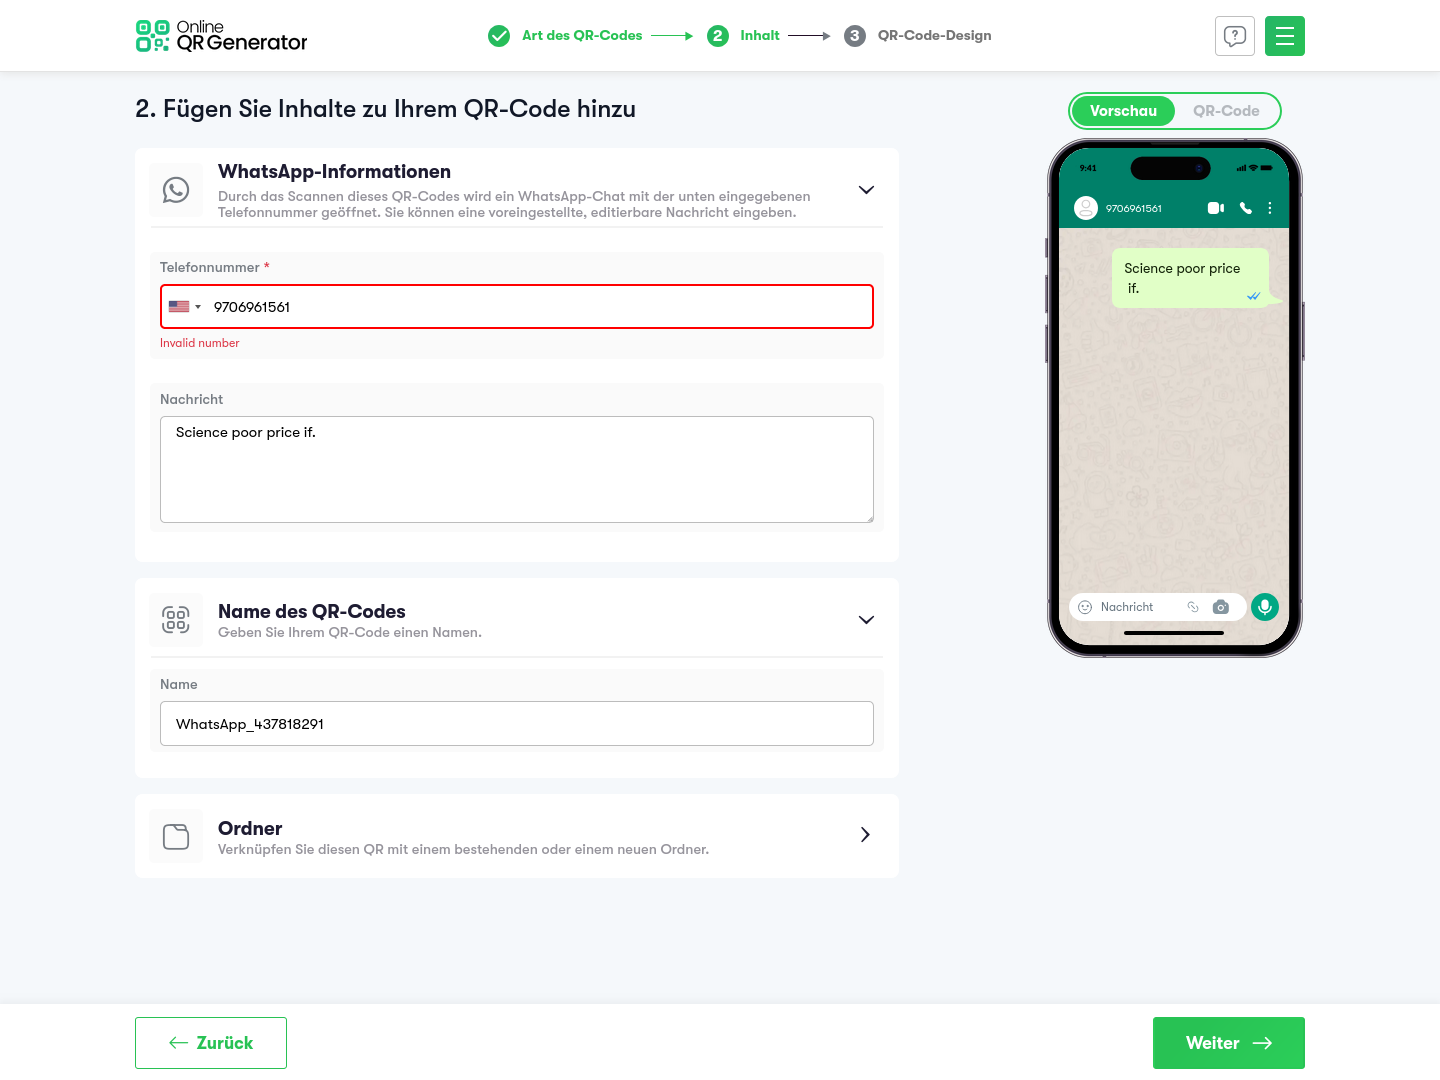 Online
QR Generator
Art des QR-Codes
2 Inhalt
3 QR-Code-Design
2. Fügen Sie Inhalte zu Ihrem QR-Code hinzu
WhatsApp-Informationen
Durch das Scannen dieses QR-Codes wird ein WhatsApp-Chat mit der unten eingegebenen
Telefonnummer geöffnet. Sie können eine voreingestellte, editierbare Nachricht eingeben.
Telefonnummer *
9706961561
Invalid number
Nachricht
Science poor price if.
Name des QR-Codes
Geben Sie Ihrem QR-Code einen Namen.
Name
WhatsApp_437818291
Ordner
Verknüpfen Sie diesen QR mit einem bestehenden oder einem neuen Ordner.
Vorschau
QR-Code
9:41
9706961561
Science poor price
if.
Nachricht
Zurück
Weiter